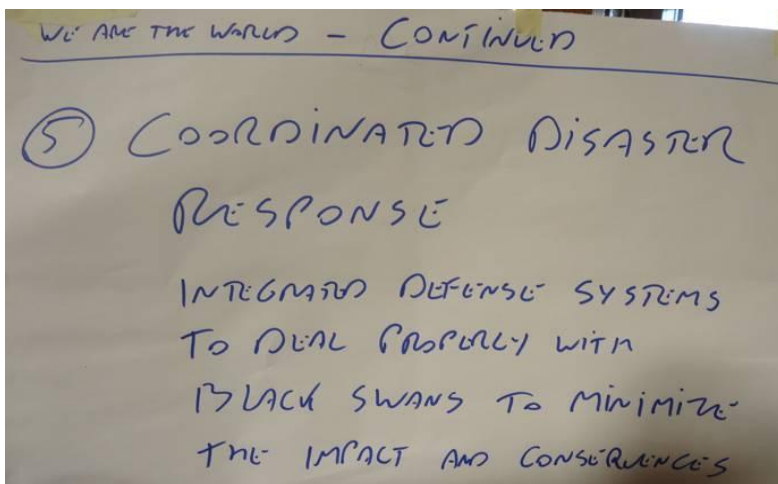 WE ARE THE WORLD - CONTINUED
5 COORDINATED DISASTER
RESPONSE
INTEGRATED DEFENSE SYSTEMS
TO DEAL PROPERLY WITH
BLACK SWANS TO MINIMIZE
THE IMPACT AND CONSEQUENCES